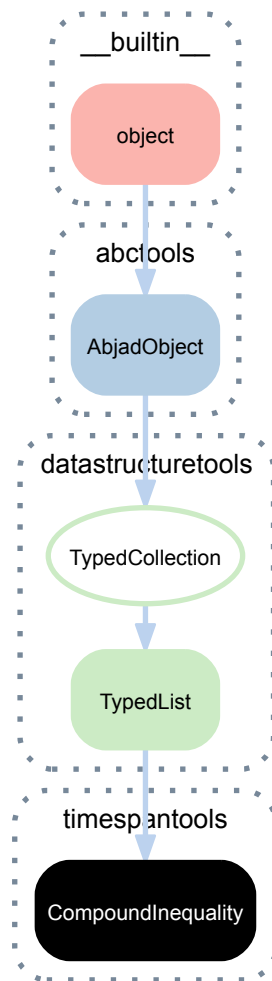 __builtin__
object
abctools
AbjadObject
datastructuretools
TypedCollection
TypedList
timespantools
CompoundInequality